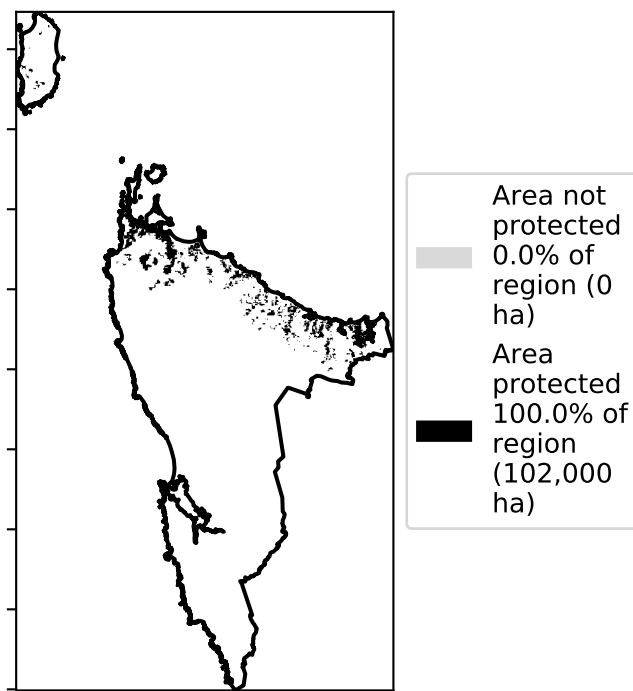 Area not
protected
0.0% of
region (0
ha)
Area
protected
100.0% of
region
(102,000
ha)